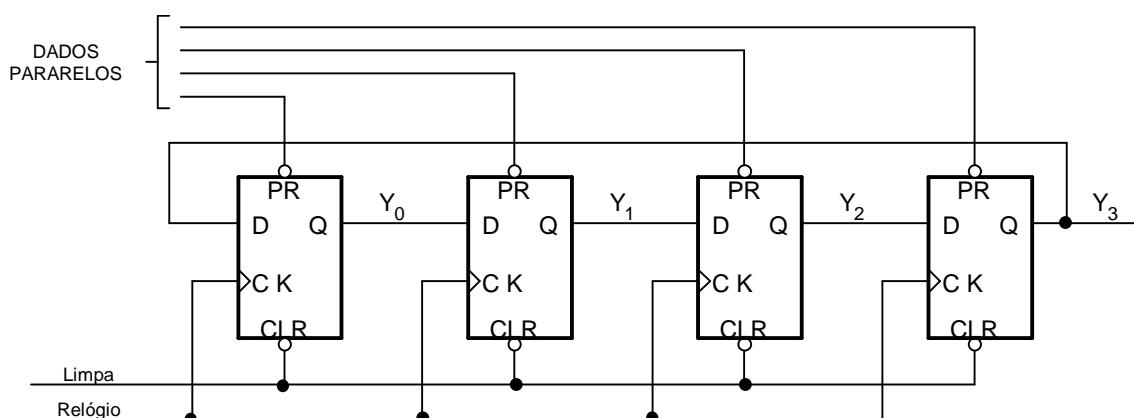 DADOS
PARARELOS
PR
PR
PR
PR
Y0
Y1
Y2
Y3
D Q
D Q
D Q
D Q
C K
C K
C K
C K
CLR
CLR
CLR
CLR
Limpa
Relógio